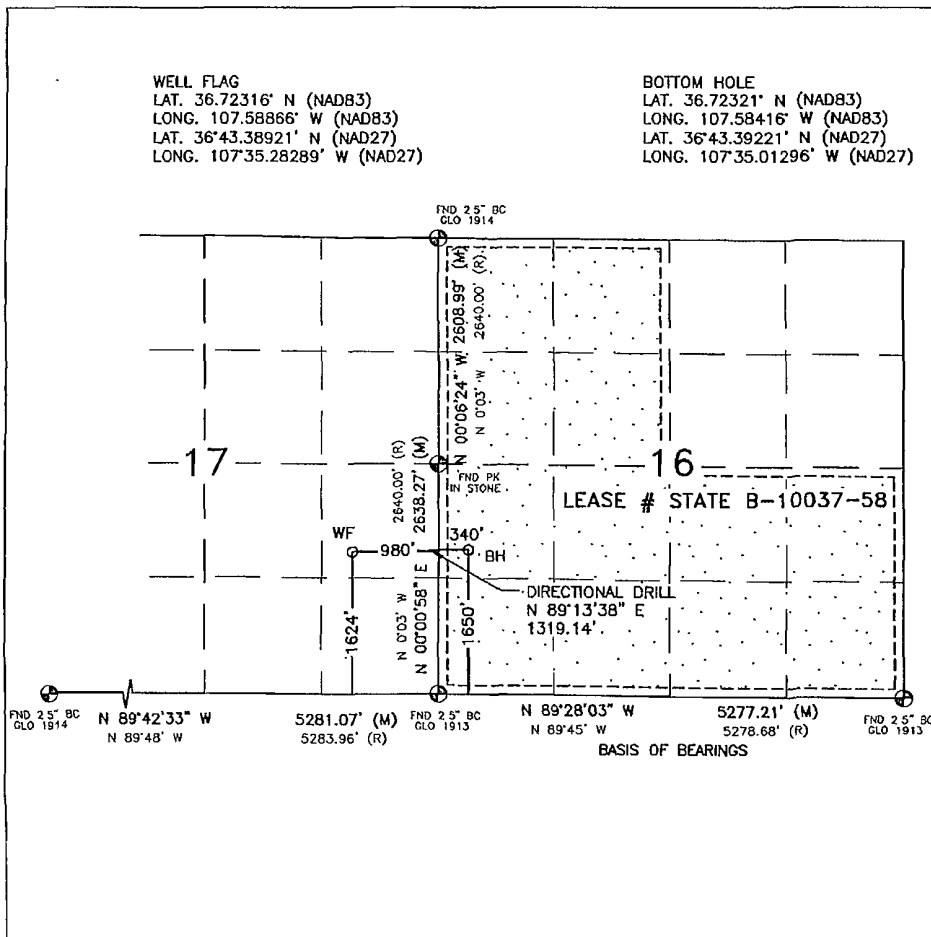 WELL FLAG
LAT. 36.72316° N (NAD83)
LONG. 107.58866° W (NAD83)
LAT. 36°43.38921' N (NAD27)
LONG. 107°35.28289' W (NAD27)
BOTTOM HOLE
LAT. 36.72321° N (NAD83)
LONG. 107.58416° W (NAD83)
LAT. 36°43.39221' N (NAD27)
LONG. 107°35.01296' W (NAD27)
FND 2 5" BC
GLO 1914
N 00°06'24" W 2608.99' (M)
N 0°03' W 2640.00' (R)
17
16
FND PK
IN STONE
LEASE # STATE B-10037-58
N 00°00'58" E 2638.27' (M)
N 0°03' W 2640.00' (R)
WF
980'
340'
BH
1624'
1650'
DIRECTIONAL DRILL
N 89°13'38" E
1319.14'
FND 2 5" BC
GLO 1914
N 89°42'33" W 5281.07' (M)
N 89°48' W 5283.96' (R)
FND 2 5" BC
GLO 1913
N 89°28'03" W 5277.21' (M)
N 89°45' W 5278.68' (R)
BASIS OF BEARINGS
FND 2 5" BC
GLO 1913